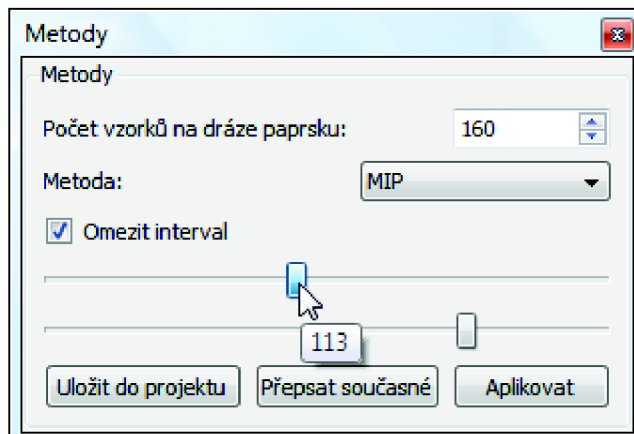 Metody
Metody
Počet vzorků na dráze paprsku: 160
Metoda: MIP
Omezit interval
113
Uložit do projektu Přepsat současné Aplikovat